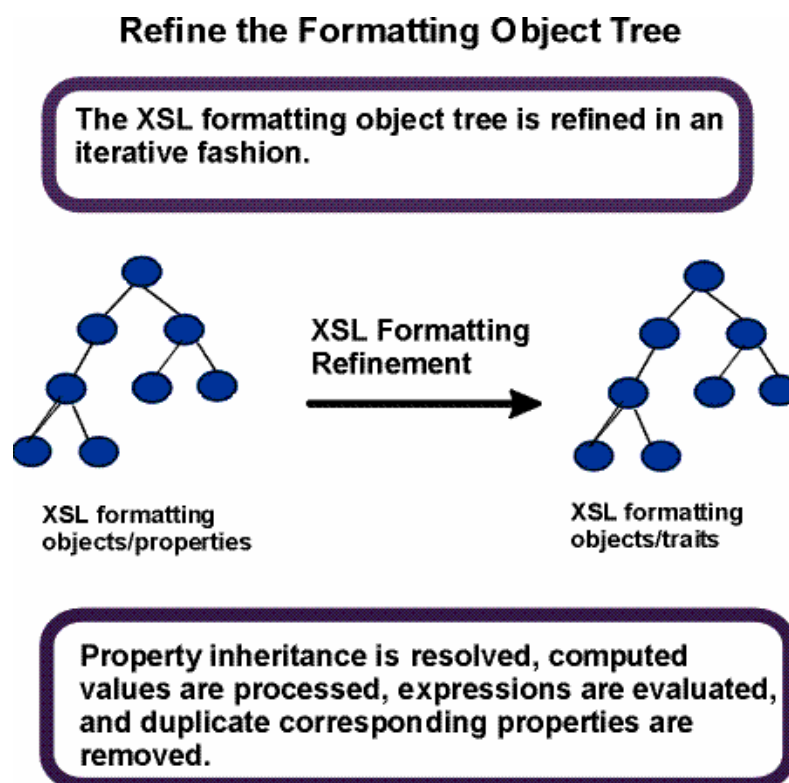 Refine the Formatting Object Tree
The XSL formatting object tree is refined in an
iterative fashion.
XSL Formatting
Refinement
XSL formatting
objects/properties
XSL formatting
objects/traits
Property inheritance is resolved, computed
values are processed, expressions are evaluated,
and duplicate corresponding properties are
removed.